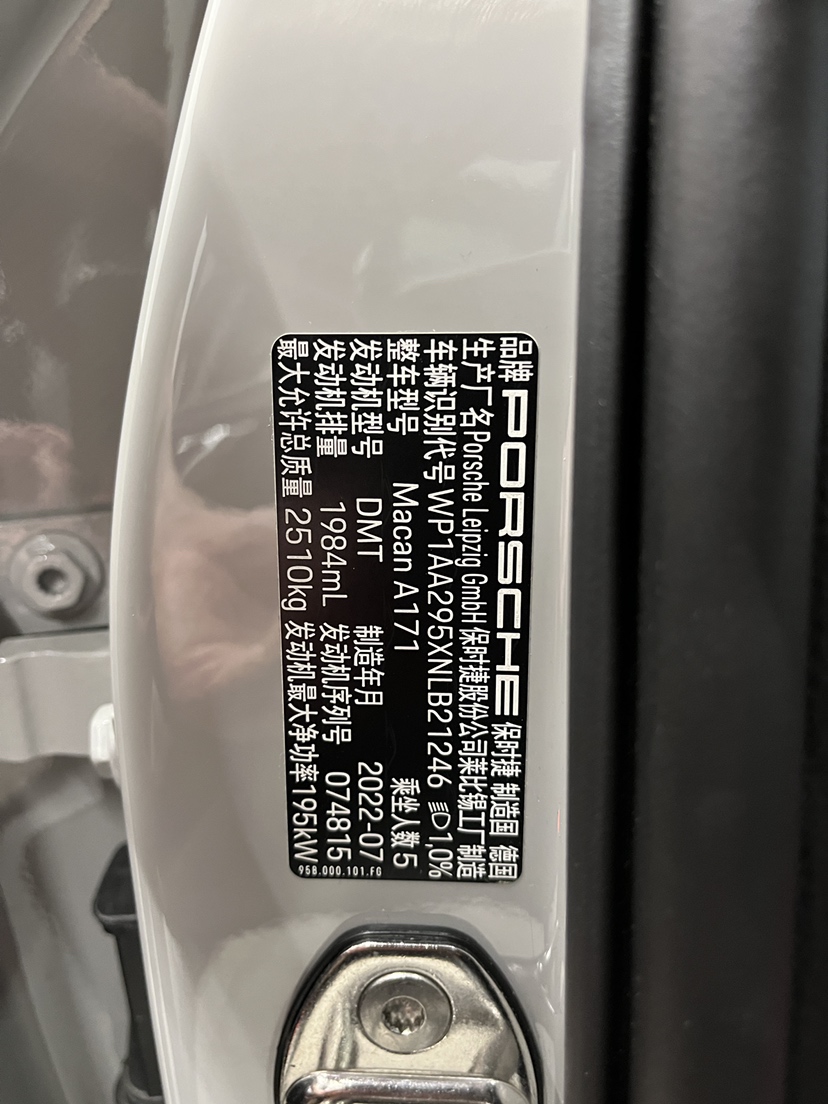 品牌 PORSCHE 保时捷 制造国 德国
生产厂名Porsche Leipzig GmbH 保时捷股份公司莱比锡工厂制造
车辆识别代号 WP1AA295XNLB21246 1,0%
整车型号 Macan A171 乘坐人数 5
发动机型号 DMT 制造年月 2022-07
发动机排量 1984mL 发动机序列号 074815
最大允许总质量 2510kg 发动机最大净功率195kW
95B.000.101.FG